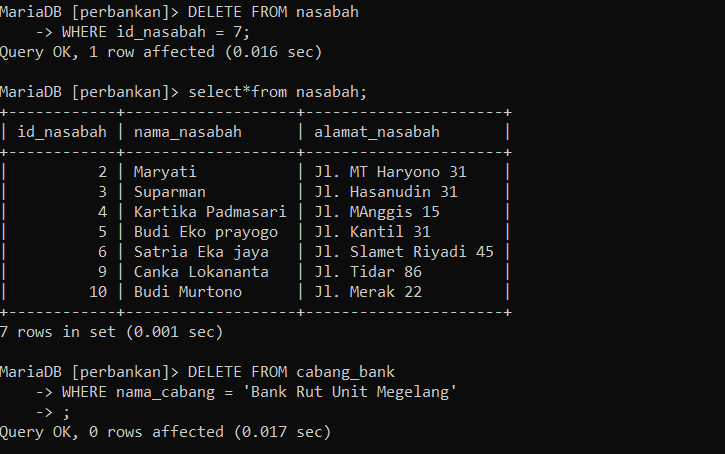 MariaDB [perbankan]> DELETE FROM nasabah
    -> WHERE id_nasabah = 7;
Query OK, 1 row affected (0.016 sec)

MariaDB [perbankan]> select*from nasabah;
+------------+------------------+----------------------+
| id_nasabah | nama_nasabah     | alamat_nasabah       |
+------------+------------------+----------------------+
|          2 | Maryati          | Jl. MT Haryono 31    |
|          3 | Suparman         | Jl. Hasanudin 31     |
|          4 | Kartika Padmasari | Jl. MAnggis 15       |
|          5 | Budi Eko prayogo | Jl. Kantil 31        |
|          6 | Satria Eka jaya  | Jl. Slamet Riyadi 45 |
|          9 | Canka Lokananta  | Jl. Tidar 86         |
|         10 | Budi Murtono     | Jl. Merak 22         |
+------------+------------------+----------------------+
7 rows in set (0.001 sec)

MariaDB [perbankan]> DELETE FROM cabang_bank
    -> WHERE nama_cabang = 'Bank Rut Unit Megelang'
    -> ;
Query OK, 0 rows affected (0.017 sec)